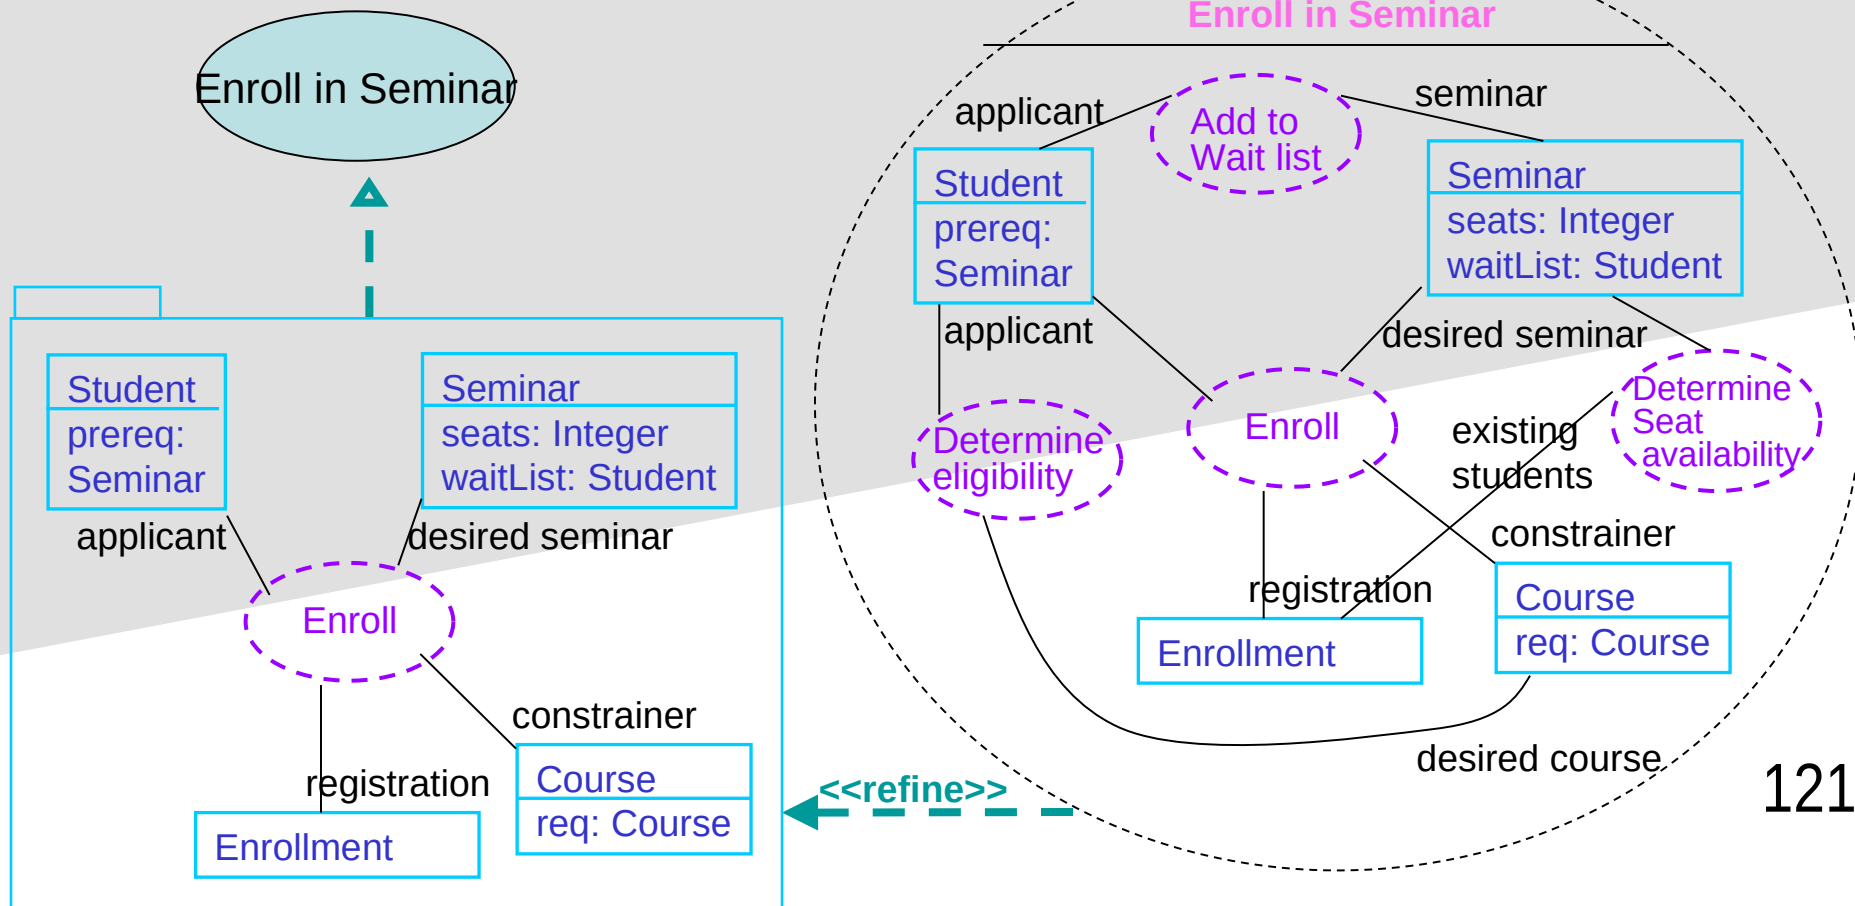 Enroll in Seminar
Student
prereq:
Seminar
Seminar
seats: Integer
waitList: Student
applicant
desired seminar
Enroll
constrainer
registration
Course
req: Course
Enrollment
<<refine>>
Enroll in Seminar
applicant
seminar
Add to
Wait list
Student
prereq:
Seminar
Seminar
seats: Integer
waitList: Student
applicant
desired seminar
Determine
eligibility
Enroll
existing
students
Determine
Seat
availability
constrainer
registration
Course
req: Course
Enrollment
desired course
121